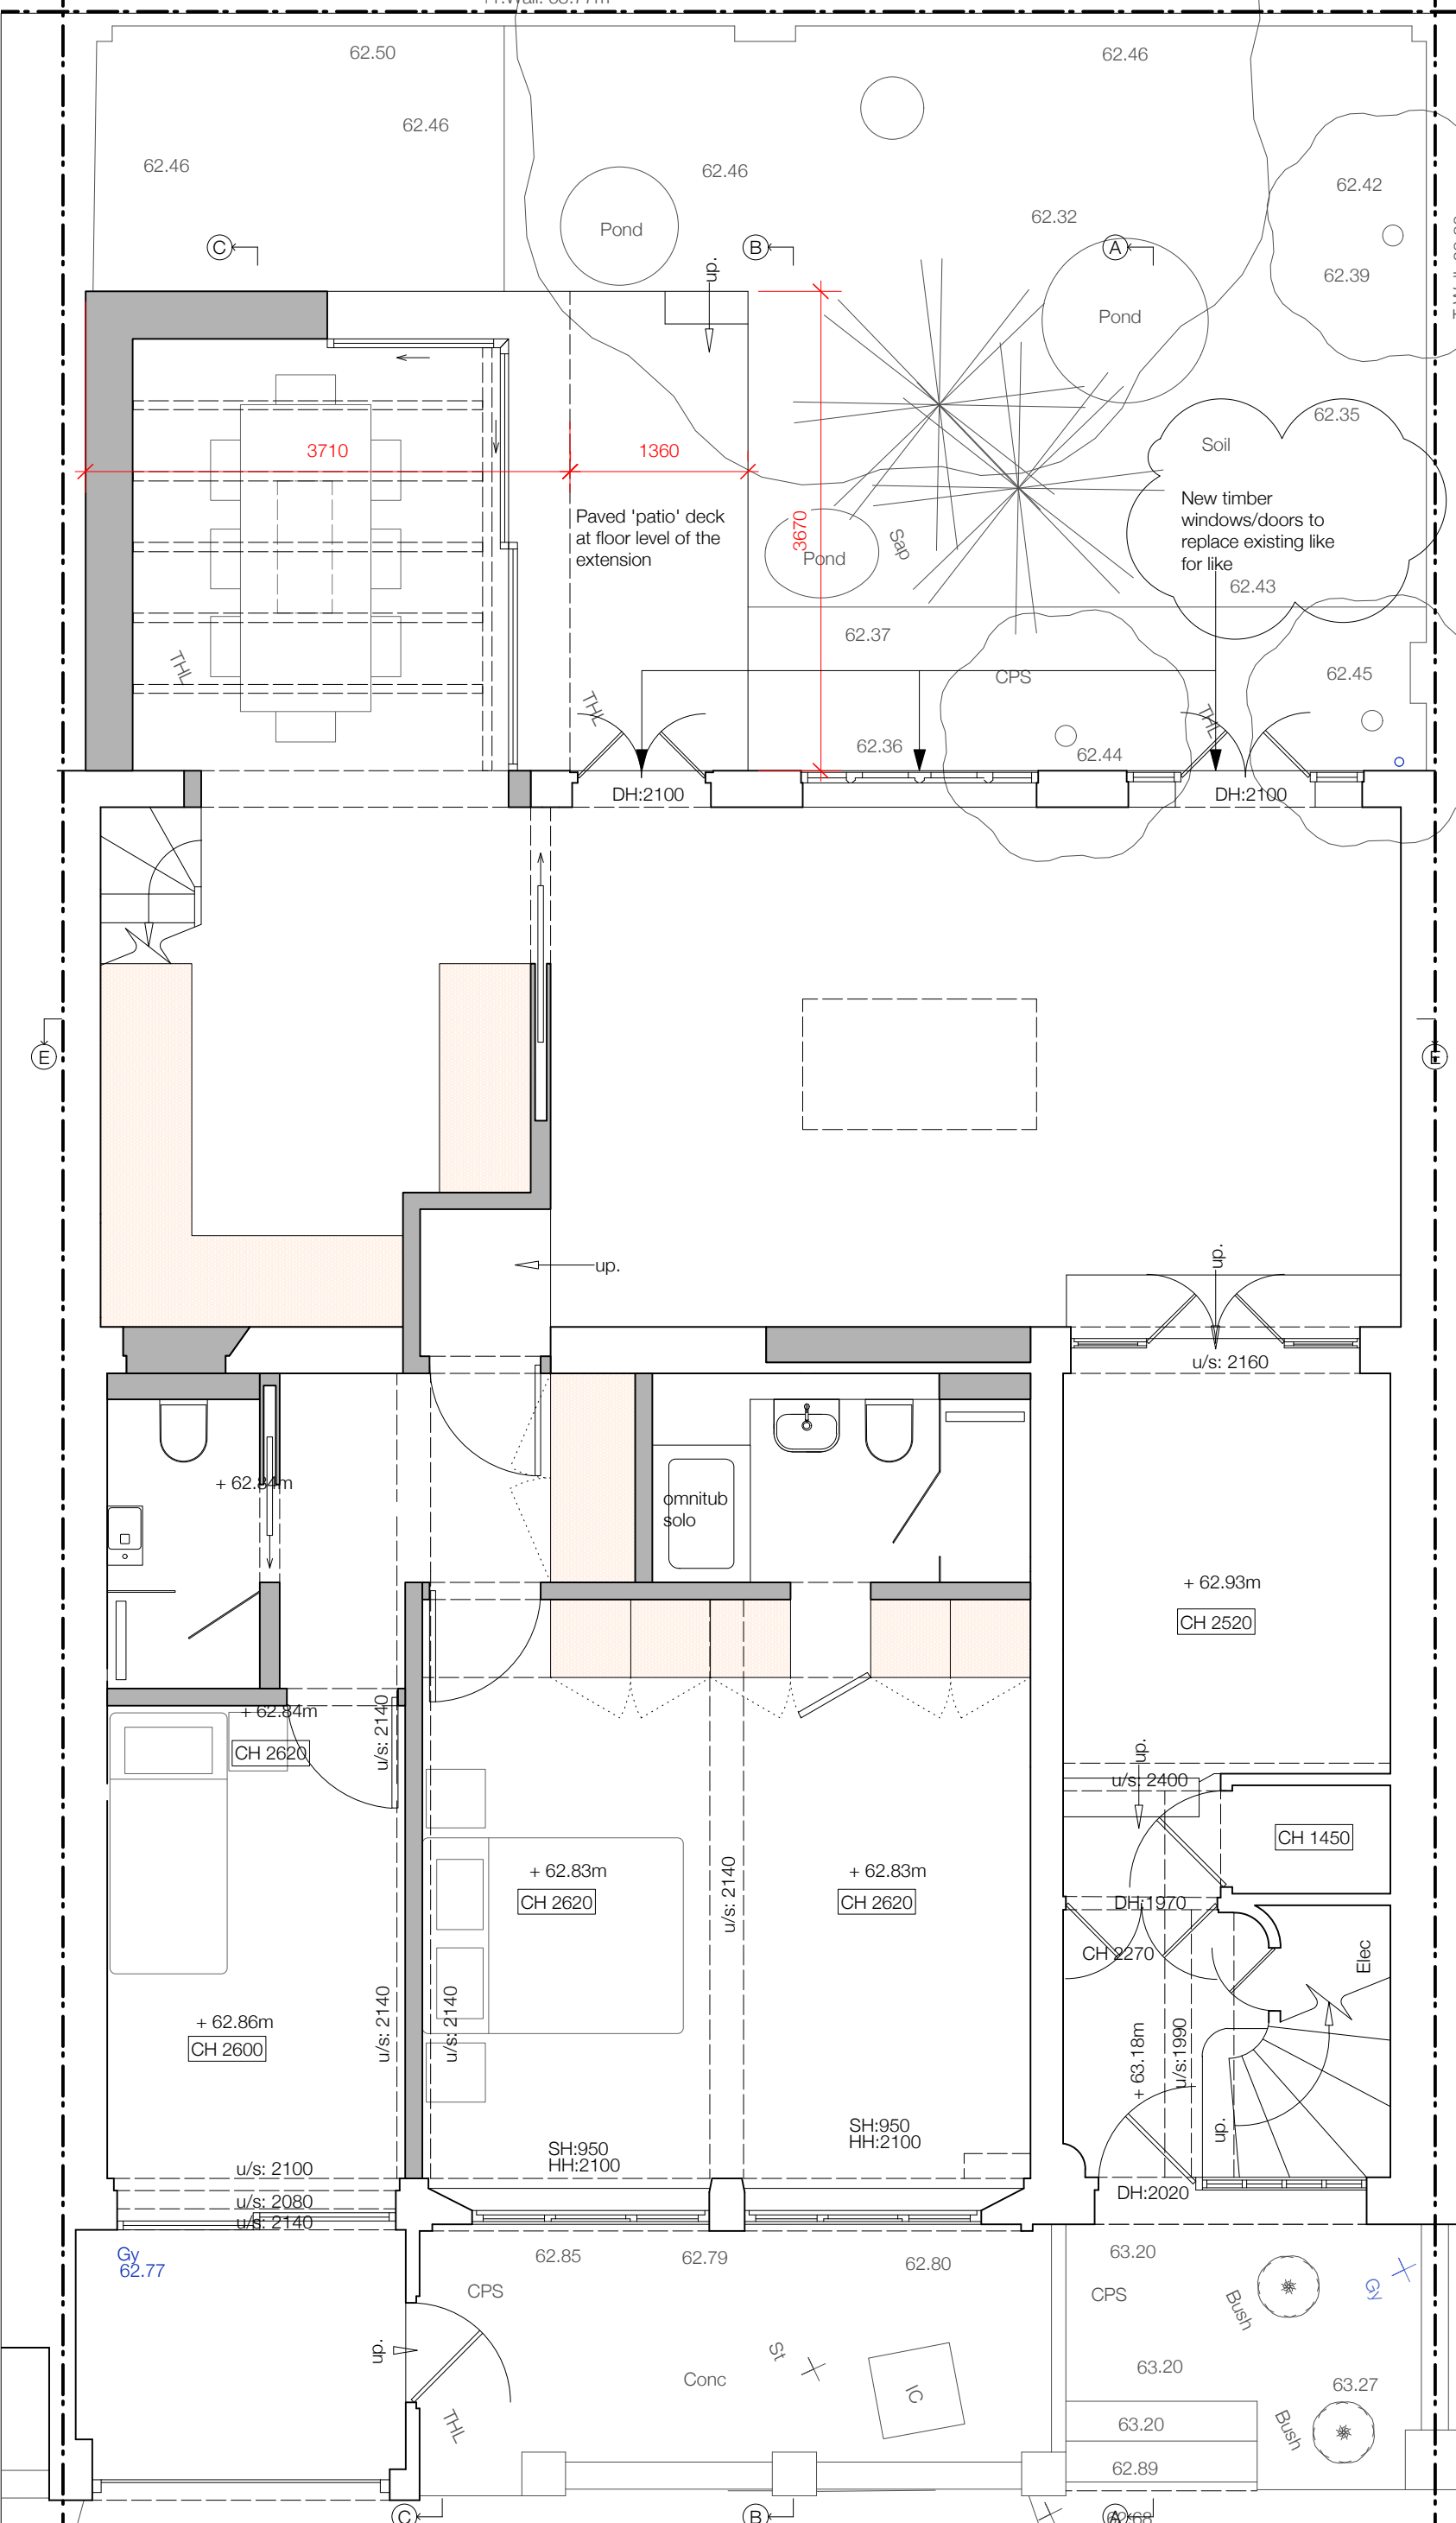 62.50
62.46
62.46
62.46
62.46
62.42
62.32
62.39
Pond
C
B
A
up.
Pond
62.35
Soil
3710
1360
New timber
windows/doors to
replace existing like
for like
Paved 'patio' deck
at floor level of the
extension
3670
Pond
Sap
62.43
62.37
THL
CPS
62.45
THL
THL
62.36
62.44
DH:2100
DH:2100
E
E
up.
up.
u/s: 2160
+ 62.84m
omnitub
solo
+ 62.93m
CH 2520
+ 62.84m
CH 2620
u/s: 2140
up.
u/s: 2400
CH 1450
+ 62.83m
CH 2620
u/s: 2140
+ 62.83m
CH 2620
DH:1970
CH 2270
Elec
+ 62.86m
CH 2600
u/s: 2140
u/s: 2140
+ 63.18m
u/s:1990
up.
SH:950
HH:2100
SH:950
HH:2100
u/s: 2100
u/s: 2080
u/s: 2140
DH:2020
Gy
62.77
62.85
62.79
62.80
63.20
CPS
CPS
Bush
Gy
up.
St
Conc
IC
63.20
63.27
THL
63.20
Bush
62.89
C
B
A